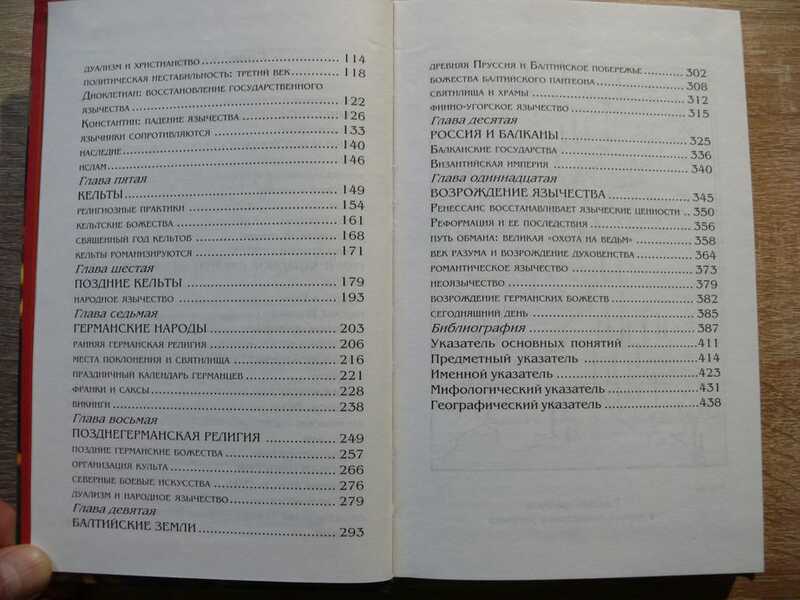 дуализм и христианство ........ 114
политическая нестабильность: третий век ........ 118
Диоклетиан: восстановление государственного
язычества ........ 122
Константин: падение язычества ........ 126
язычники сопротивляются ........ 133
наследие ........ 140
ислам ........ 146
Глава пятая
КЕЛЬТЫ ........ 149
религиозные практики ........ 154
кельтские божества ........ 161
священный год кельтов ........ 168
кельты романизируются ........ 171
Глава шестая
ПОЗДНИЕ КЕЛЬТЫ ........ 179
народное язычество ........ 193
Глава седьмая
ГЕРМАНСКИЕ НАРОДЫ ........ 203
ранняя германская религия ........ 206
места поклонения и святилища ........ 216
праздничный календарь германцев ........ 221
франки и саксы ........ 228
викинги ........ 238
Глава восьмая
ПОЗДНЕГЕРМАНСКАЯ РЕЛИГИЯ ........ 249
поздние германские божества ........ 257
организация культа ........ 266
северные боевые искусства ........ 276
дуализм и народное язычество ........ 279
Глава девятая
БАЛТИЙСКИЕ ЗЕМЛИ ........ 293
древняя Пруссия и Балтийское побережье ........ 302
божества балтийского пантеона ........ 308
святилища и храмы ........ 312
финно-угорское язычество ........ 315
Глава десятая
РОССИЯ И БАЛКАНЫ ........ 325
Балканские государства ........ 336
Византийская империя ........ 340
Глава одиннадцатая
ВОЗРОЖДЕНИЕ ЯЗЫЧЕСТВА ........ 345
Ренессанс восстанавливает языческие ценности .. 350
Реформация и ее последствия ........ 356
путь обмана: великая «охота на ведьм» ........ 358
век разума и возрождение духовенства ........ 364
романтическое язычество ........ 373
неоязычество ........ 379
возрождение германских божеств ........ 382
сегодняшний день ........ 385
Библиография ........ 387
Указатель основных понятий ........ 411
Предметный указатель ........ 414
Именной указатель ........ 423
Мифологический указатель ........ 431
Географический указатель ........ 438